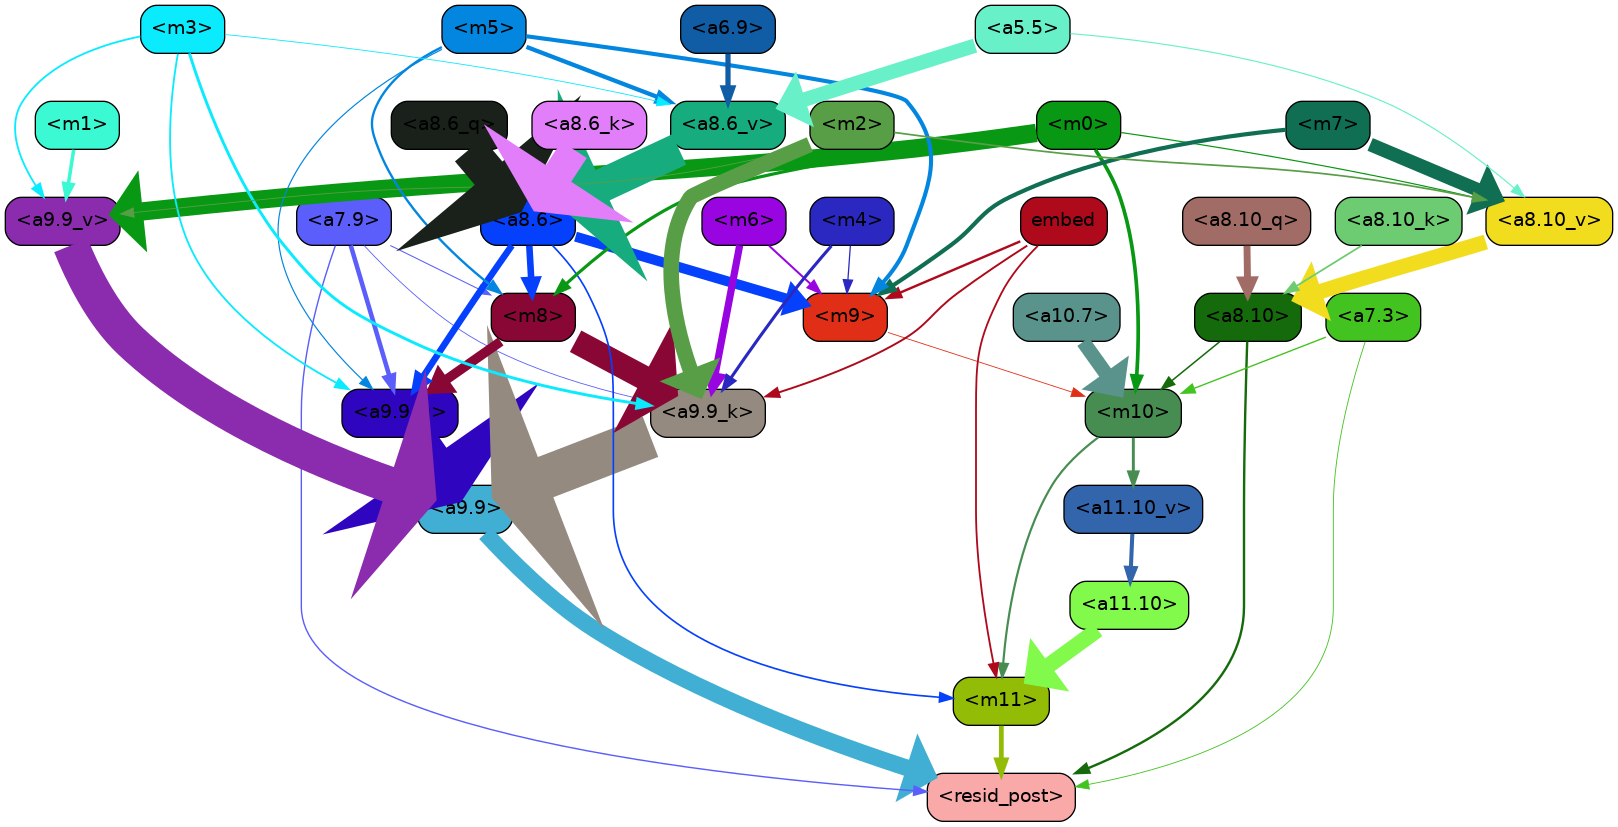 <m3>
<m5>
<a6.9>
<a5.5>
<m1>
<a8.6_q>
<a8.6_k>
<a8.6_v>
<m2>
<m0>
<m7>
<a9.9_v>
<a7.9>
<a8.6>
<m6>
<m4>
embed
<a8.10_q>
<a8.10_k>
<a8.10_v>
<m8>
<m9>
<a10.7>
<a8.10>
<a7.3>
<a9.9_k>
<m10>
<a9.9>
<a11.10_v>
<a11.10>
<m11>
<resid_post>